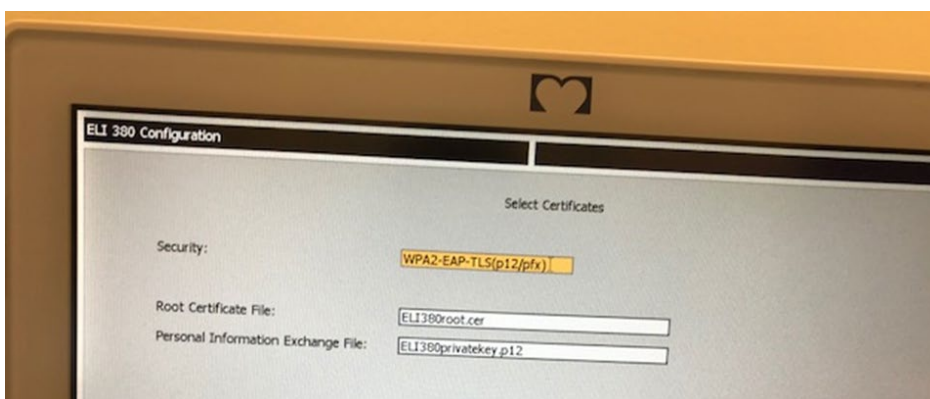 ELI 380 Configuration
Select Certificates
Security: WPA2-EAP-TLS(p12/pfx)
Root Certificate File: ELI380root.cer
Personal Information Exchange File: ELI380privatekey.p12